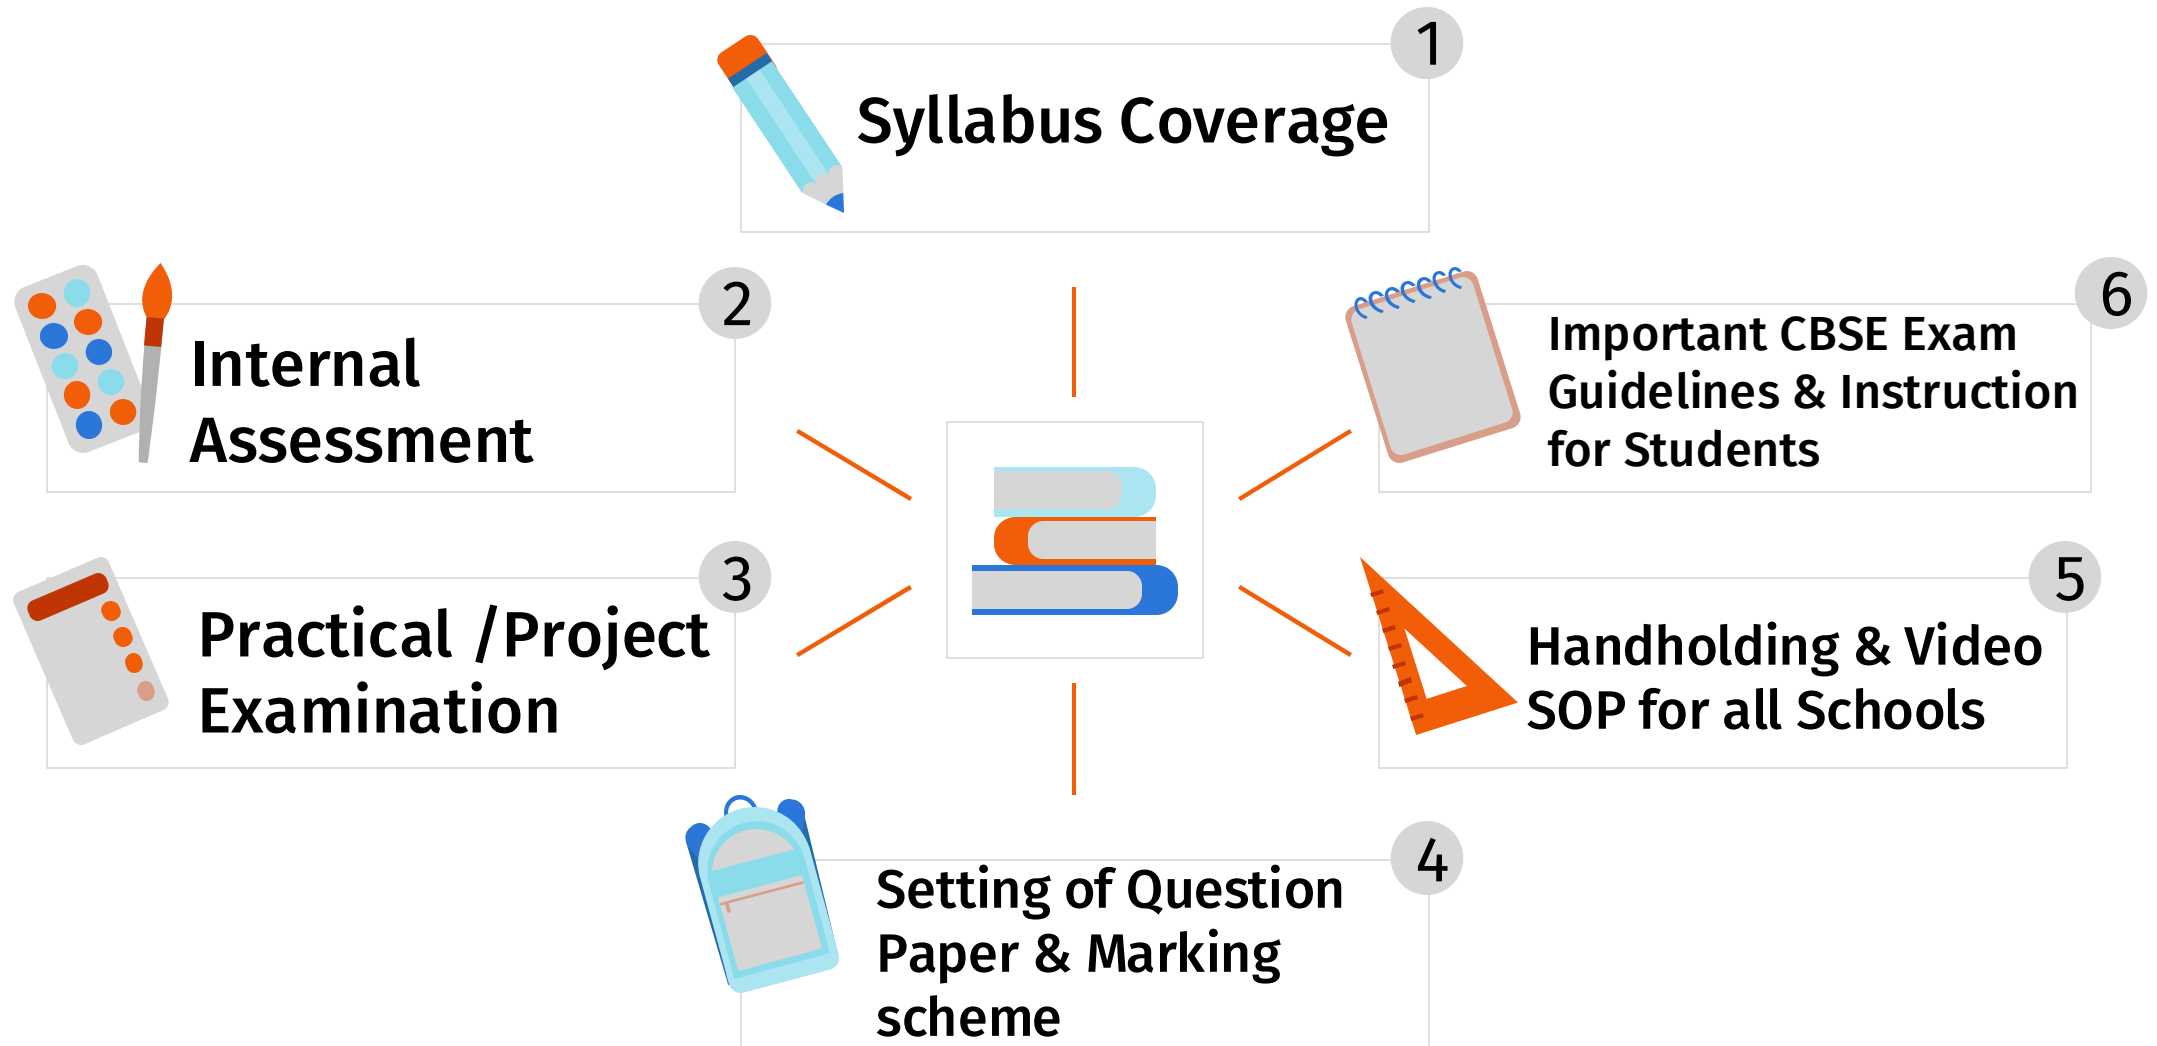 1
Syllabus Coverage
2
Internal
Assessment
3
Practical /Project
Examination
4
Setting of Question
Paper & Marking
scheme
5
Handholding & Video
SOP for all Schools
6
Important CBSE Exam
Guidelines & Instruction
for Students